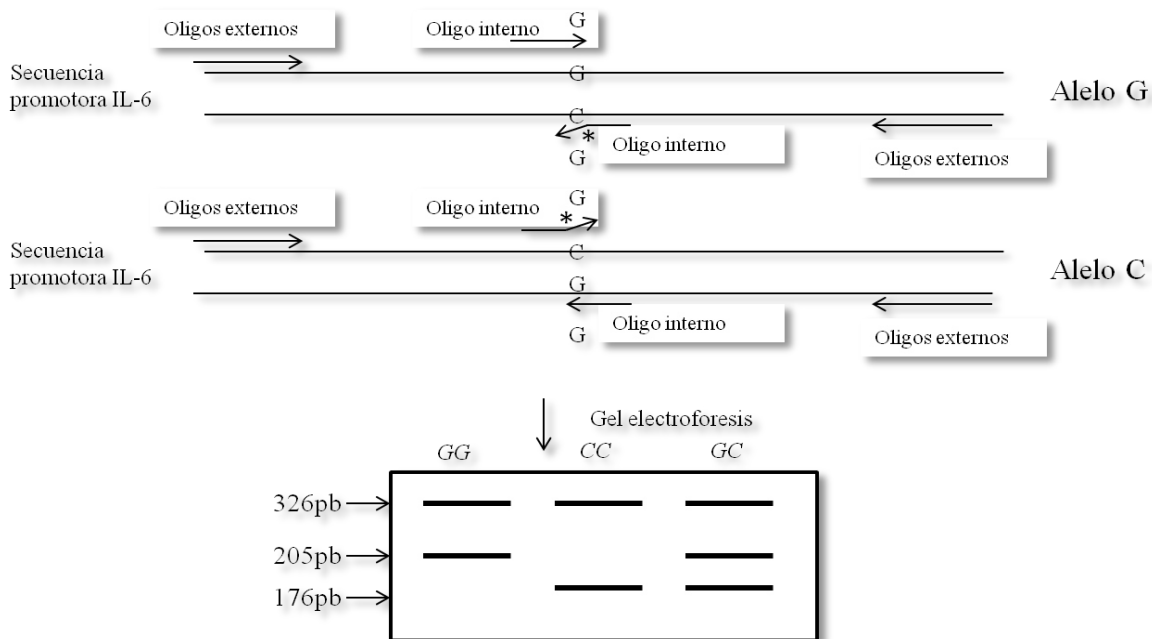 G
Oligos externos
Oligo interno
Secuencia
promotora IL-6
G
Alelo G
C
*
Oligo interno
G
Oligos externos
G
Oligos externos
Oligo interno
*
Secuencia
promotora IL-6
C
Alelo C
G
Oligo interno
G
Oligos externos
Gel electroforesis
GG CC GC
326pb
205pb
176pb